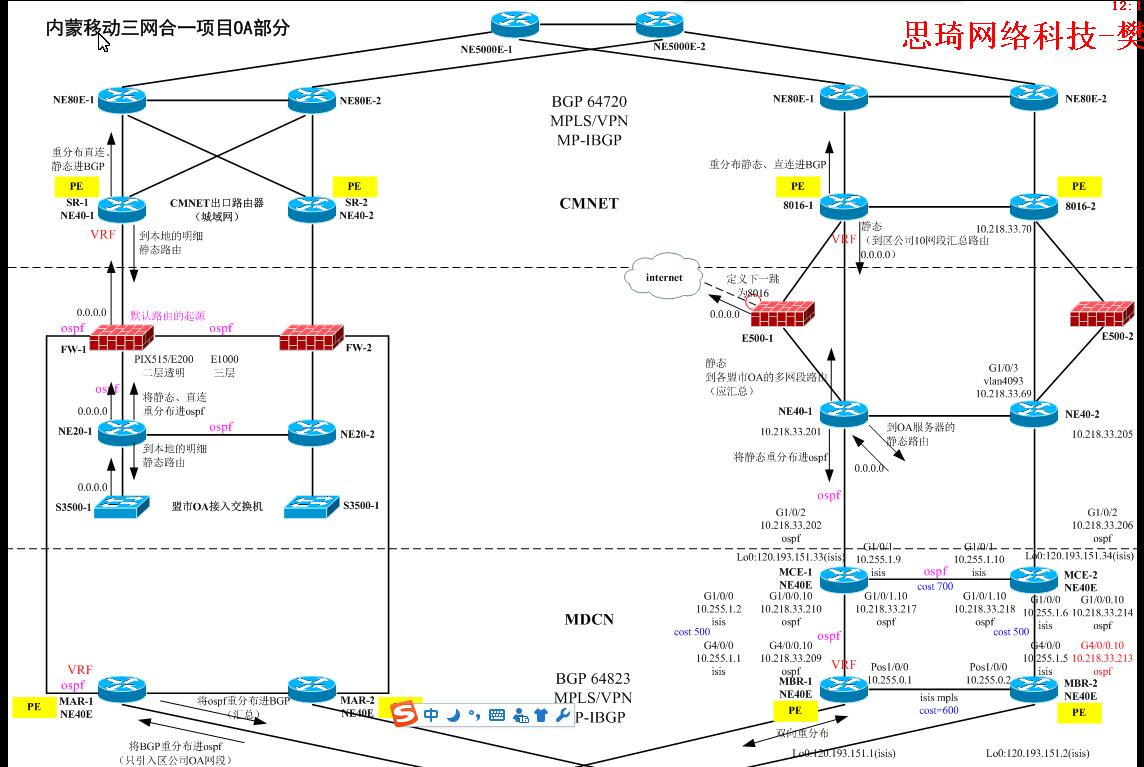 12:1
内蒙移动三网合一项目OA部分
思琦网络科技-樊
NE5000E-1
NE5000E-2
NE80E-1
NE80E-2
BGP 64720
MPLS/VPN
MP-IBGP
NE80E-1
NE80E-2
重分布直连、
静态进BGP
重分布静态、直连进BGP
PE
SR-1
NE40-1
CMNET出口路由器
（城域网）
PE
SR-2
NE40-2
CMNET
PE
8016-1
PE
8016-2
VRF
到本地的明细
静态路由
VRF
静态
（到区公司10网段汇总路由
0.0.0.0）
10.218.33.70
internet
定义下一跳
为8016
0.0.0.0
0.0.0.0
默认路由的起源
ospf
ospf
FW-1
FW-2
PIX515/E200
二层透明
E1000
三层
E500-1
E500-2
ospf
0.0.0.0
将静态、直连
重分布进ospf
静态
到各盟市OA的多网段路由
（应汇总）
G1/0/3
vlan4093
10.218.33.69
NE20-1
ospf
NE20-2
NE40-1
10.218.33.201
到OA服务器的
静态路由
NE40-2
10.218.33.205
到本地的明细
静态路由
将静态重分布进ospf
0.0.0.0
0.0.0.0
ospf
S3500-1
盟市OA接入交换机
S3500-1
G1/0/2
10.218.33.202
ospf
G1/0/2
10.218.33.206
ospf
Lo0:120.193.151.33(isis)
Lo0:120.193.151.34(isis)
G1/0/1
10.255.1.9
isis
G1/0/1
10.255.1.10
isis
MCE-1
NE40E
ospf
cost 700
MCE-2
NE40E
MDCN
G1/0/0
10.255.1.2
isis
G1/0/0.10
10.218.33.210
ospf
G1/0/1.10
10.218.33.217
ospf
G1/0/1.10
10.218.33.218
ospf
G1/0/0
10.255.1.6
isis
G1/0/0.10
10.218.33.214
ospf
cost 500
ospf
cost 500
G4/0/0
10.255.1.1
isis
G4/0/0.10
10.218.33.209
ospf
G4/0/0
10.255.1.5
isis
G4/0/0.10
10.218.33.213
ospf
VRF
ospf
PE
MAR-1
NE40E
MAR-2
NE40E
将ospf重分布进BGP
（汇总）
将BGP重分布进ospf
（只引入区公司OA网段）
BGP 64823
MPLS/VPN
P-IBGP
中
VRF
MBR-1
NE40E
PE
Pos1/0/0
10.255.0.1
Pos1/0/0
10.255.0.2
isis mpls
cost=600
MBR-2
NE40E
PE
双向重分布
Lo0:120.193.151.1(isis)
Lo0:120.193.151.2(isis)